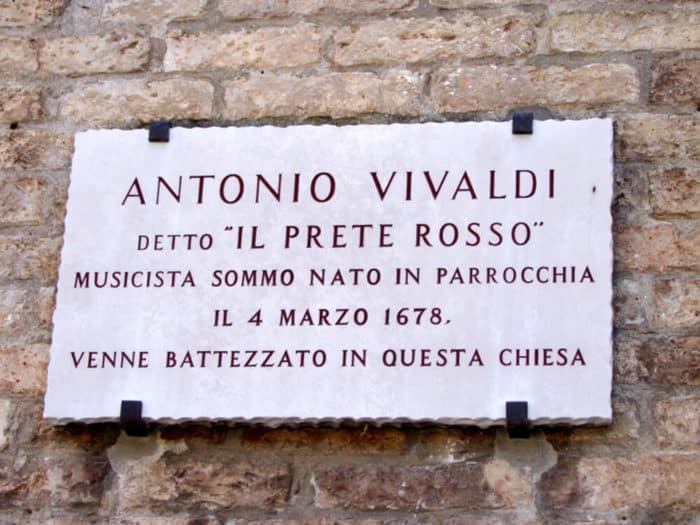 ANTONIO VIVALDI
DETTO "IL PRETE ROSSO"
MUSICISTA SOMMO NATO IN PARROCCHIA
IL 4 MARZO 1678.
VENNE BATTEZZATO IN QUESTA CHIESA